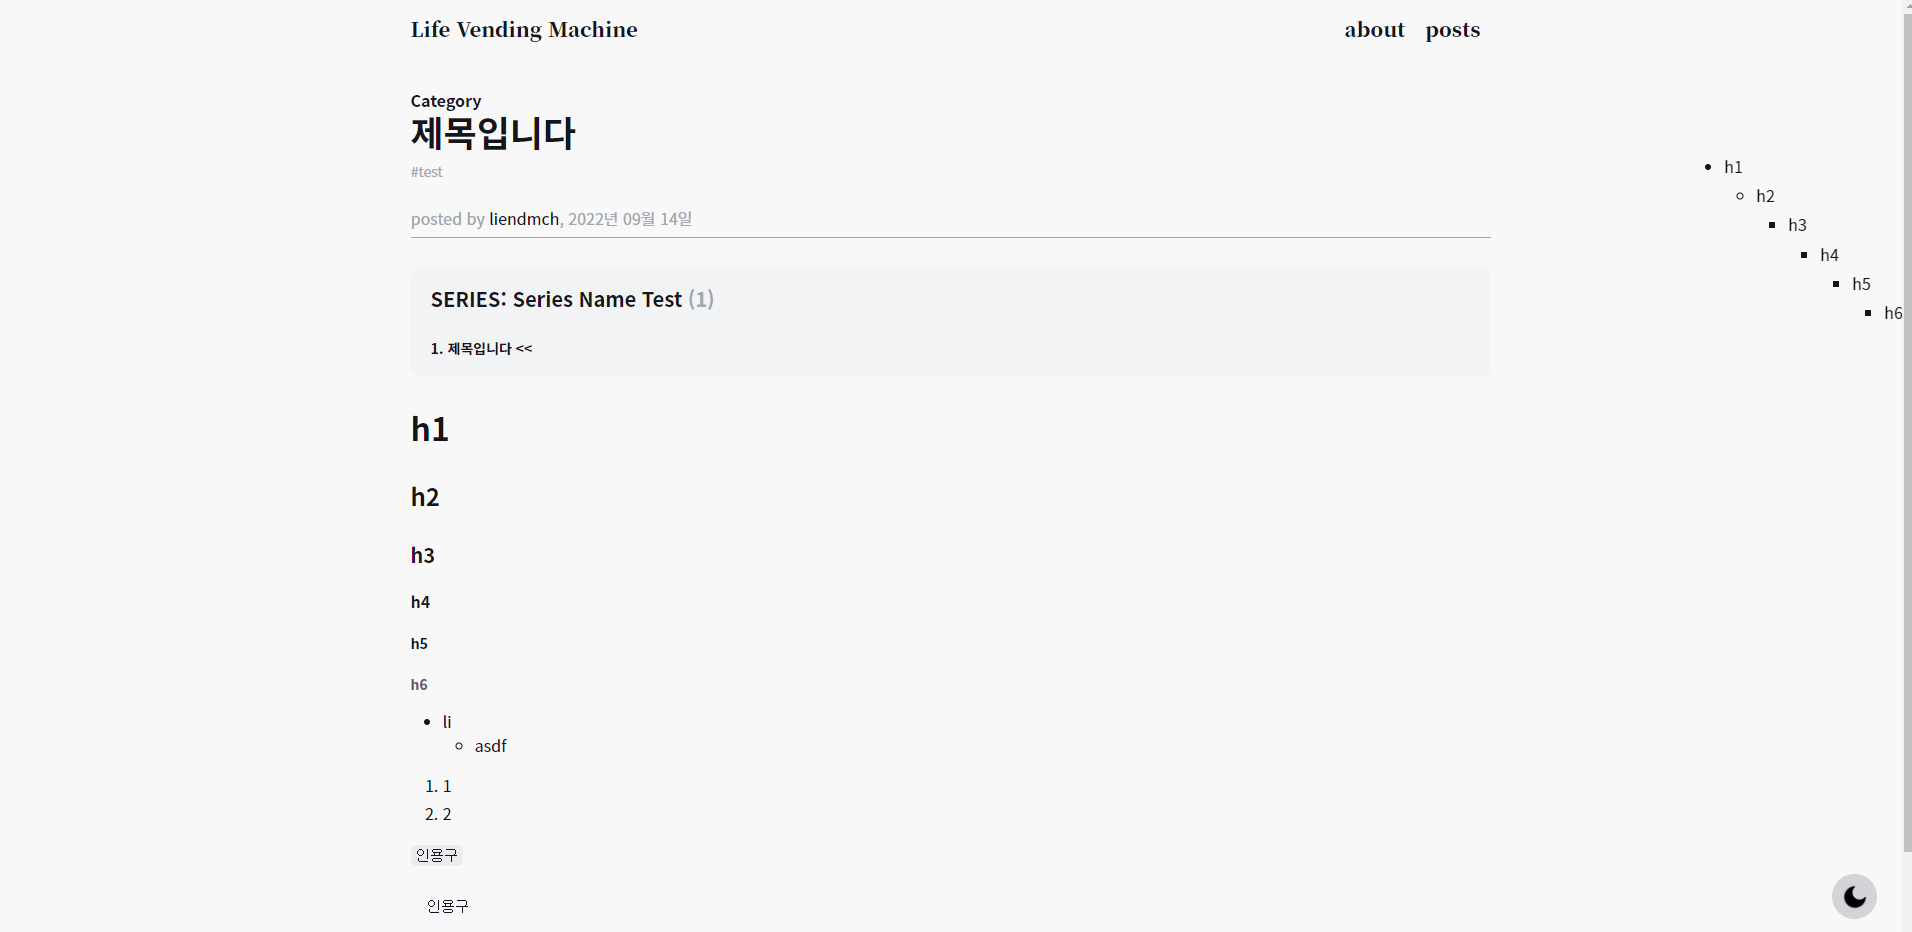 Life Vending Machine
about posts
Category
제목입니다
#test
posted by liendmch, 2022년 09월 14일
SERIES: Series Name Test (1)
1. 제목입니다 <<
h1
h2
h3
h4
h5
h6
li
asdf
1. 1
2. 2
인용구
인용구
h1
h2
h3
h4
h5
h6